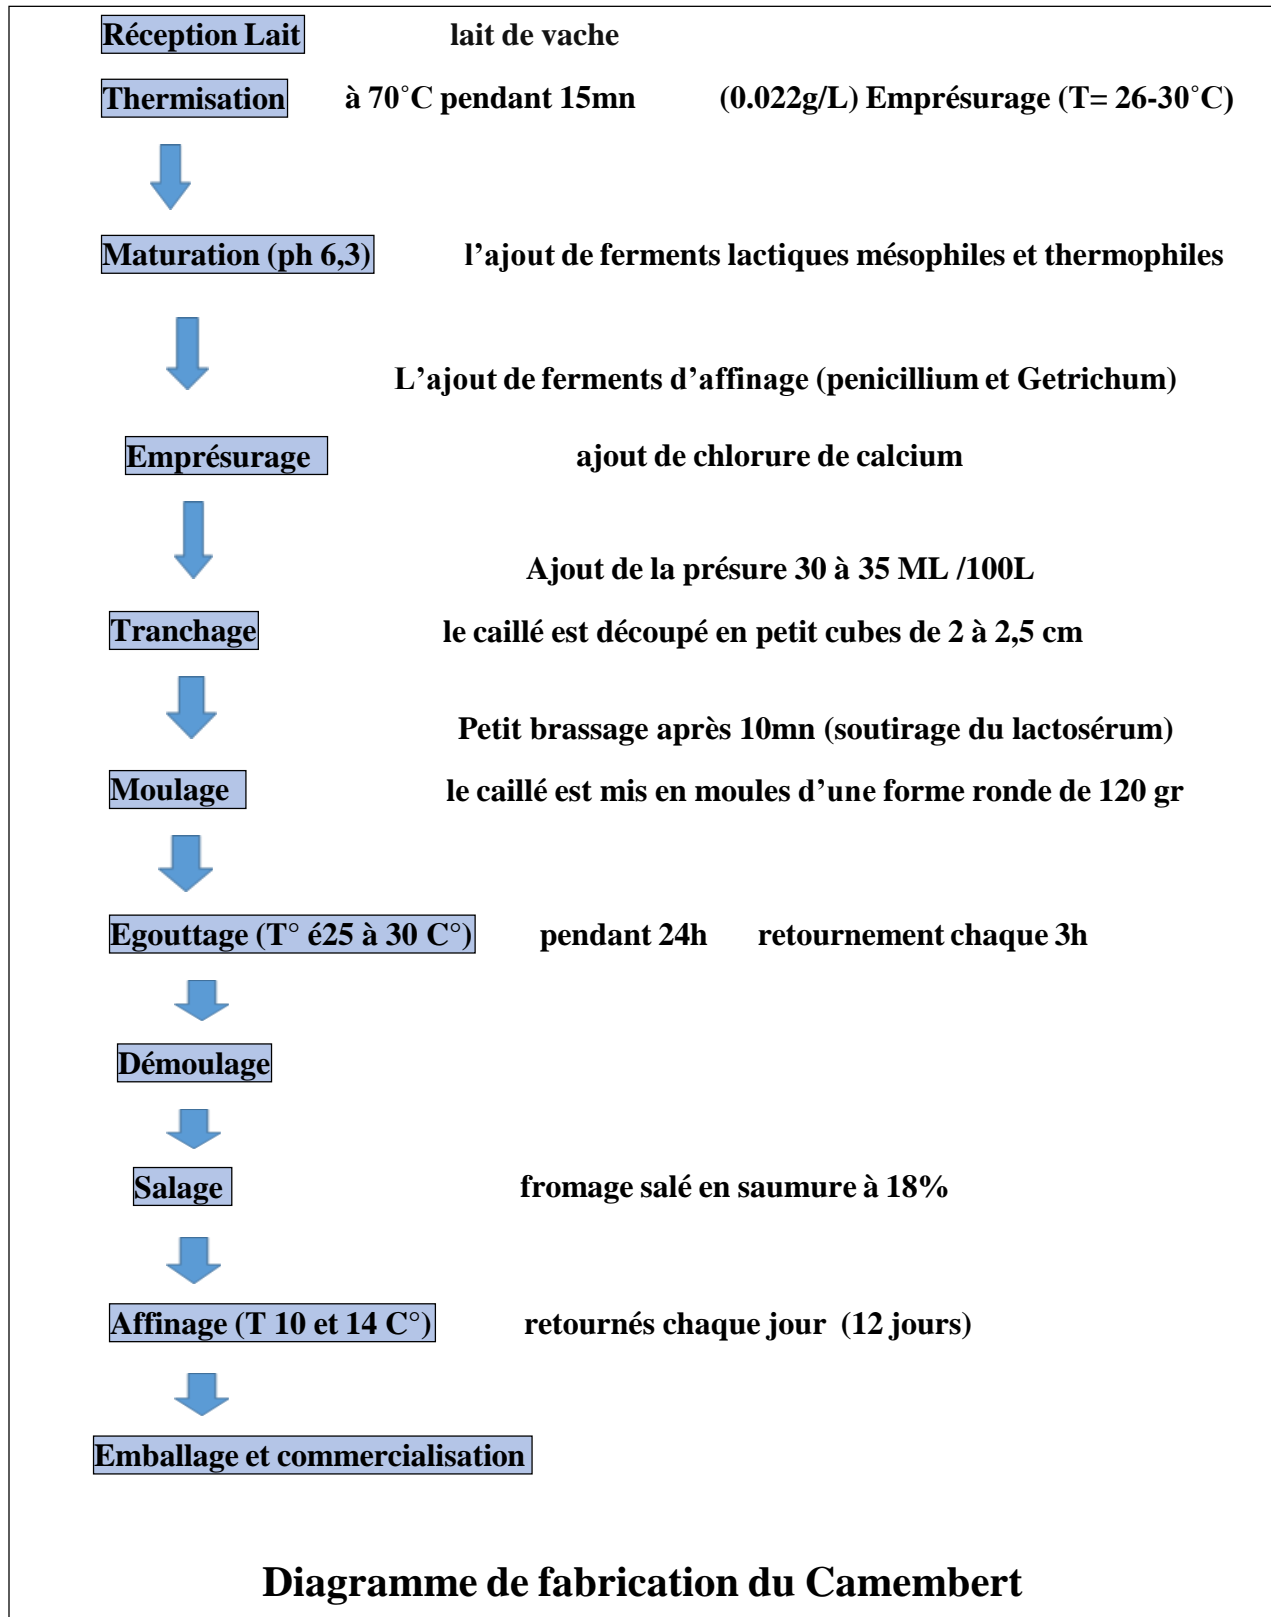 Réception Lait lait de vache
Thermisation à 70°C pendant 15mn (0.022g/L) Emprésurage (T= 26-30°C)
Maturation (ph 6,3) l’ajout de ferments lactiques mésophiles et thermophiles
L’ajout de ferments d’affinage (penicillium et Getrichum)
Emprésurage ajout de chlorure de calcium
Ajout de la présure 30 à 35 ML /100L
Tranchage le caillé est découpé en petit cubes de 2 à 2,5 cm
Petit brassage après 10mn (soutirage du lactosérum)
Moulage le caillé est mis en moules d’une forme ronde de 120 gr
Egouttage (T° é25 à 30 C°) pendant 24h retournement chaque 3h
Démoulage
Salage fromage salé en saumure à 18%
Affinage (T 10 et 14 C°) retournés chaque jour (12 jours)
Emballage et commercialisation
Diagramme de fabrication du Camembert